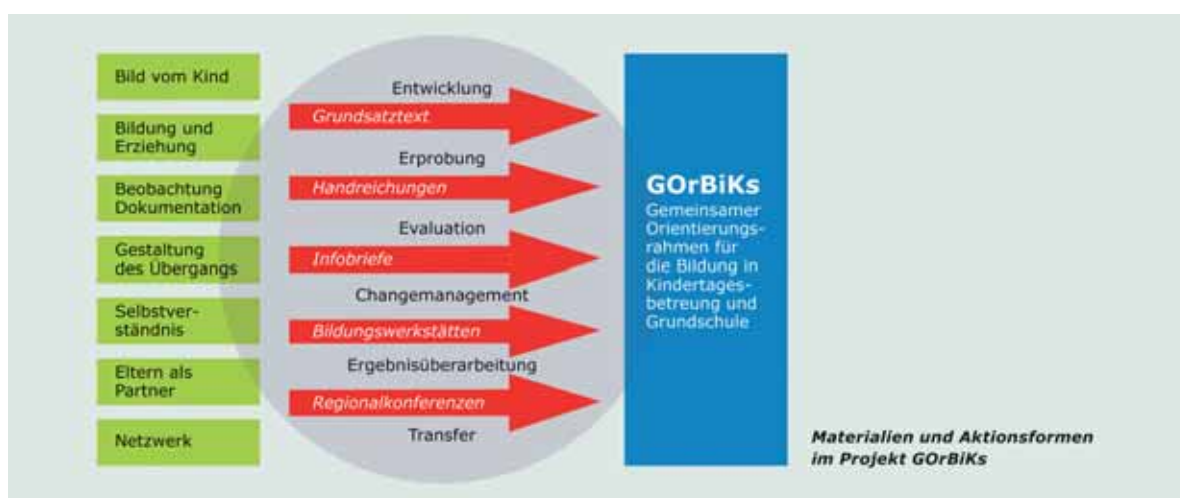 Bild vom Kind
Bildung und
Erziehung
Beobachtung
Dokumentation
Gestaltung
des Übergangs
Selbstver-
ständnis
Eltern als
Partner
Netzwerk
Entwicklung
Grundsatztext
Erprobung
Handreichungen
Evaluation
Infobriefe
Changemanagement
Bildungswerkstätten
Ergebnisüberarbeitung
Regionalkonferenzen
Transfer
GOrBiKs
Gemeinsamer
Orientierungs-
rahmen für
die Bildung in
Kindertages-
betreung und
Grundschule
Materialien und Aktionsformen
im Projekt GOrBiKs